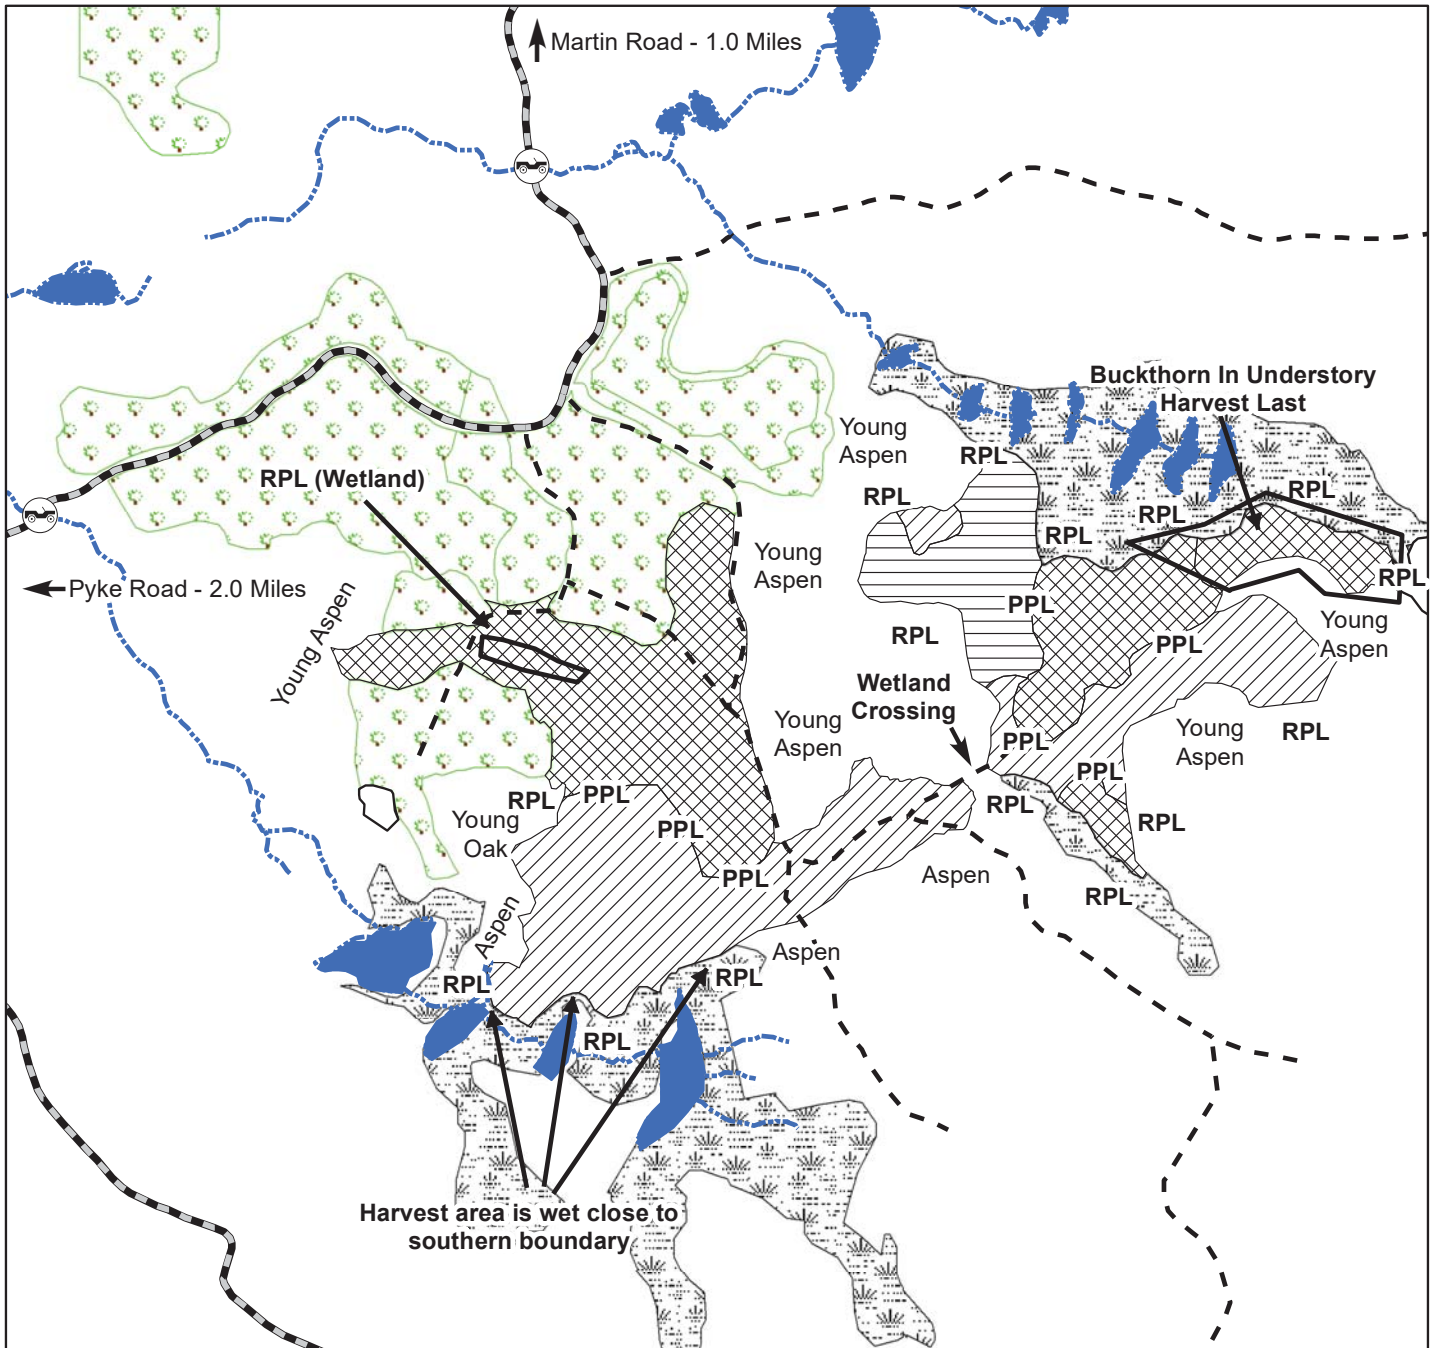 Martin Road - 1.0 Miles
Buckthorn In Understory
Harvest Last
Young
Aspen
RPL
RPL (Wetland)
RPL
RPL
RPL
RPL
Young
Aspen
RPL
Pyke Road - 2.0 Miles
PPL
Young Aspen
RPL
PPL
Young
Aspen
Wetland
Crossing
Young
Aspen
Young
Aspen
RPL
PPL
PPL
RPL
PPL
RPL
Young
Oak
PPL
RPL
PPL
Aspen
RPL
Aspen
Aspen
RPL
RPL
RPL
Harvest area is wet close to
southern boundary